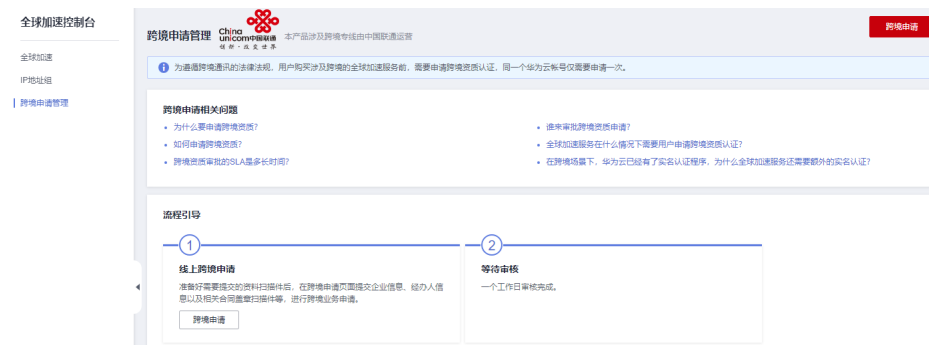 全球加速控制台
全球加速
IP地址组
跨境申请管理
跨境申请管理 China unicom中国联通 本产品涉及跨境专线由中国联通运营
创新·改变世界
跨境申请
为遵循跨境通讯的法律法规，用户购买涉及跨境的全球加速服务前，需要申请跨境资质认证，同一个华为云帐号仅需要申请一次。
跨境申请相关问题
为什么要申请跨境资质?
谁来审批跨境资质申请?
如何申请跨境资质?
全球加速服务在什么情况下需要用户申请跨境资质认证?
跨境资质审批的SLA是多长时间?
在跨境场景下，华为云已经有了实名认证程序，为什么全球加速服务还需要额外的实名认证?
流程引导
1
2
线上跨境申请
等待审核
准备好需要提交的资料扫描件后，在跨境申请页面提交企业信息、经办人信
息以及相关合同盖章扫描件等，进行跨境业务申请。
一个工作日审核完成。
跨境申请